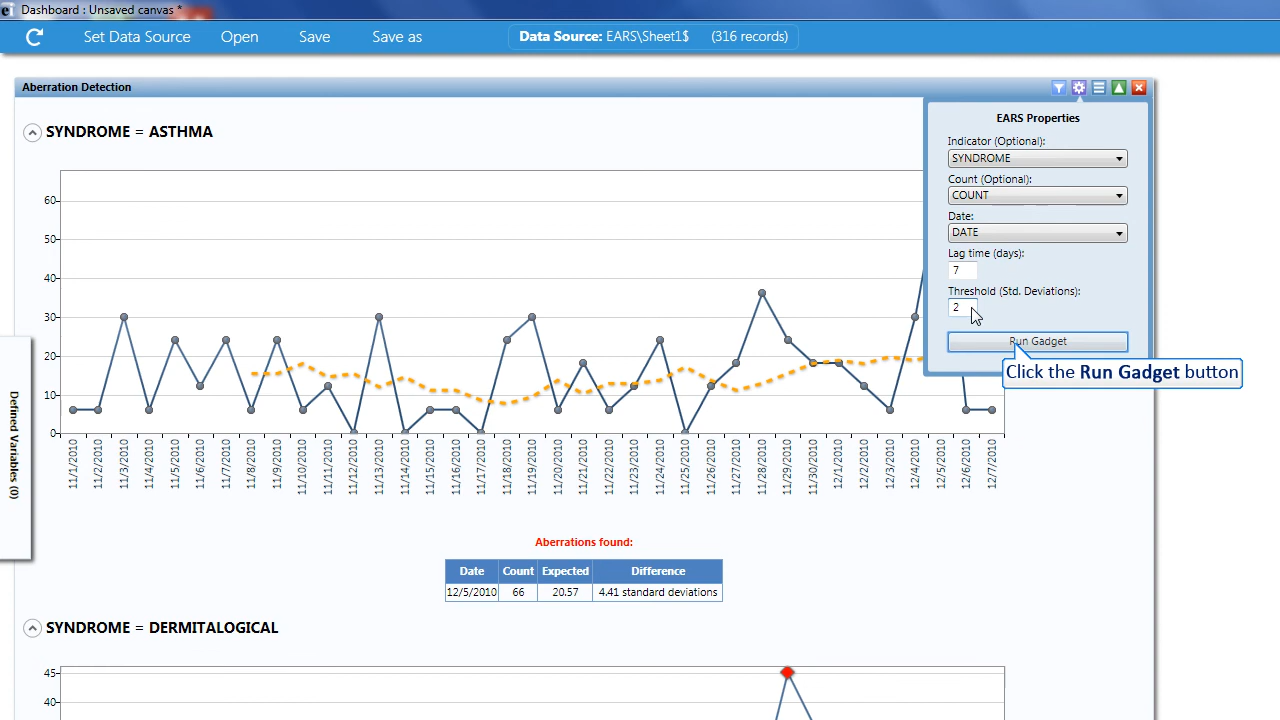 ei Dashboard : Unsaved canvas *
Set Data Source Open Save Save as Data Source: EARS\Sheet1$ (316 records)
Aberration Detection
SYNDROME = ASTHMA
60
50
40
30
20
10
0
11/1/2010 11/2/2010 11/3/2010 11/4/2010 11/5/2010 11/6/2010 11/7/2010 11/8/2010 11/9/2010 11/10/2010 11/11/2010 11/12/2010 11/13/2010 11/14/2010 11/15/2010 11/16/2010 11/17/2010 11/18/2010 11/19/2010 11/20/2010 11/21/2010 11/22/2010 11/23/2010 11/24/2010 11/25/2010 11/26/2010 11/27/2010 11/28/2010 11/29/2010 11/30/2010 12/1/2010 12/2/2010 12/3/2010 12/4/2010 12/5/2010 12/6/2010 12/7/2010
EARS Properties
Indicator (Optional):
SYNDROME
Count (Optional):
COUNT
Date:
DATE
Lag time (days):
7
Threshold (Std. Deviations):
2
Run Gadget
Click the Run Gadget button
Defined Variables (0)
Aberrations found:
Date Count Expected Difference
12/5/2010 66 20.57 4.41 standard deviations
SYNDROME = DERMITALOGICAL
45
40